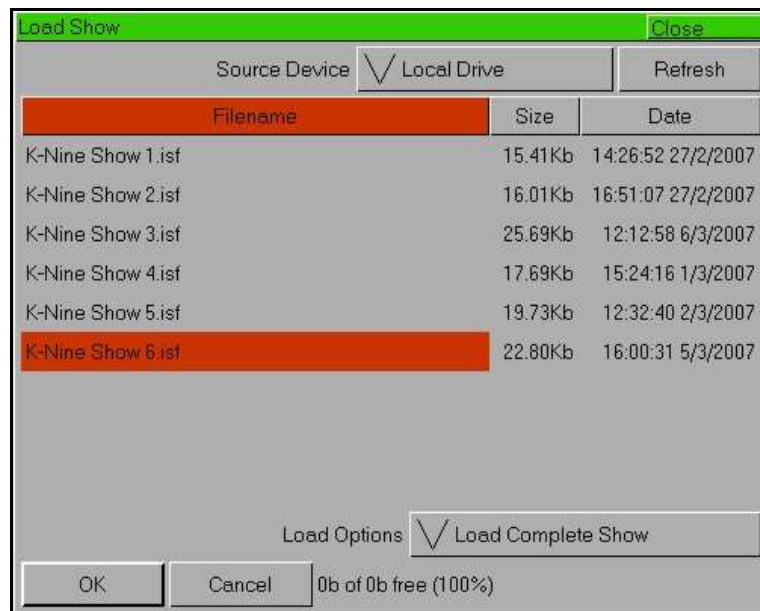 Load Show Close
Source Device Local Drive Refresh
Filename Size Date
K-Nine Show 1.isf 15.41Kb 14:26:52 27/2/2007
K-Nine Show 2.isf 16.01Kb 16:51:07 27/2/2007
K-Nine Show 3.isf 25.69Kb 12:12:58 6/3/2007
K-Nine Show 4.isf 17.69Kb 15:24:16 1/3/2007
K-Nine Show 5.isf 19.73Kb 12:32:40 2/3/2007
K-Nine Show 6.isf 22.80Kb 16:00:31 5/3/2007
Load Options Load Complete Show
OK Cancel 0b of 0b free (100%)